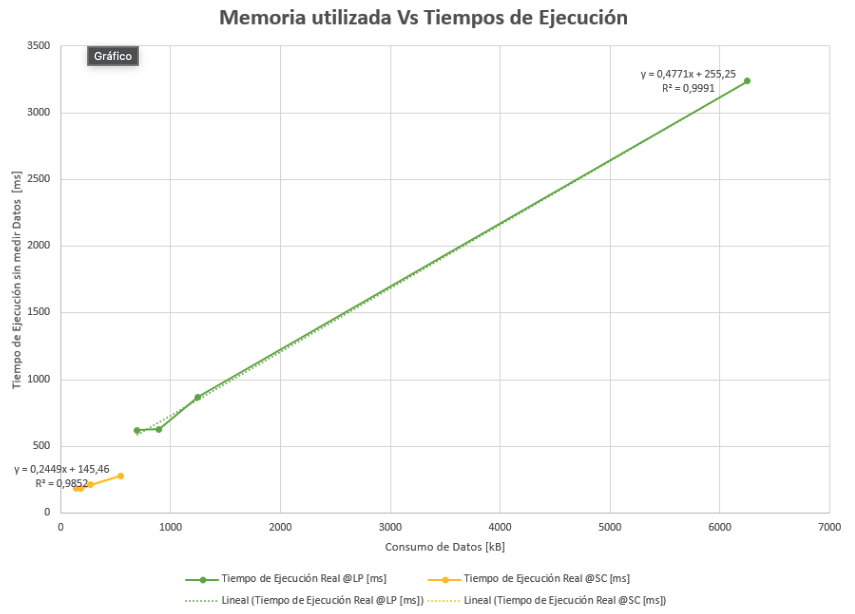 Memoria utilizada Vs Tiempos de Ejecución
Gráfico
3500
3000
2500
2000
1500
1000
500
0
Tiempo de Ejecución sin medir Datos [ms]
y = 0,4771x + 255,25
R² = 0,9991
y = 0,2449x + 145,46
R² = 0,9852
0 1000 2000 3000 4000 5000 6000 7000
Consumo de Datos [kB]
Tiempo de Ejecución Real @LP [ms] Tiempo de Ejecución Real @SC [ms]
Lineal (Tiempo de Ejecución Real @LP [ms]) Lineal (Tiempo de Ejecución Real @SC [ms])